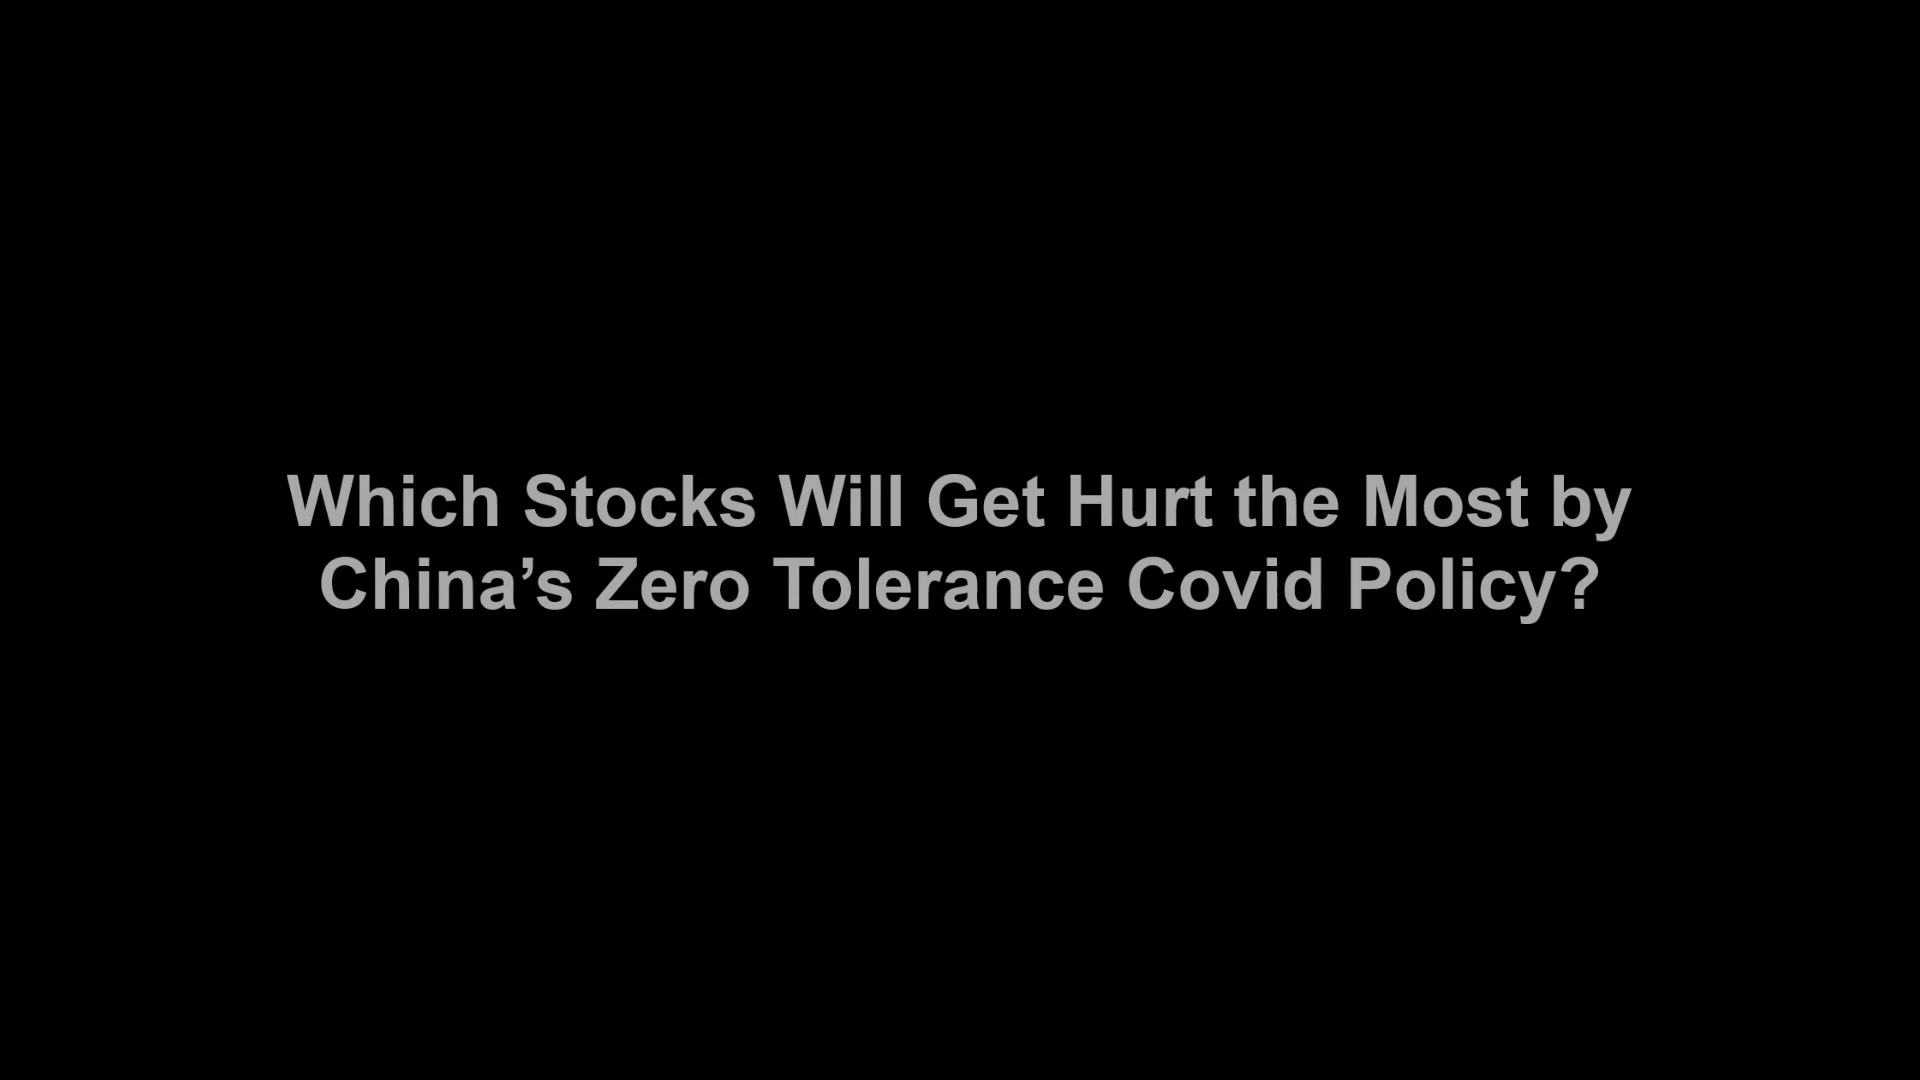 Which Stocks Will Get Hurt the Most by
China’s Zero Tolerance Covid Policy?